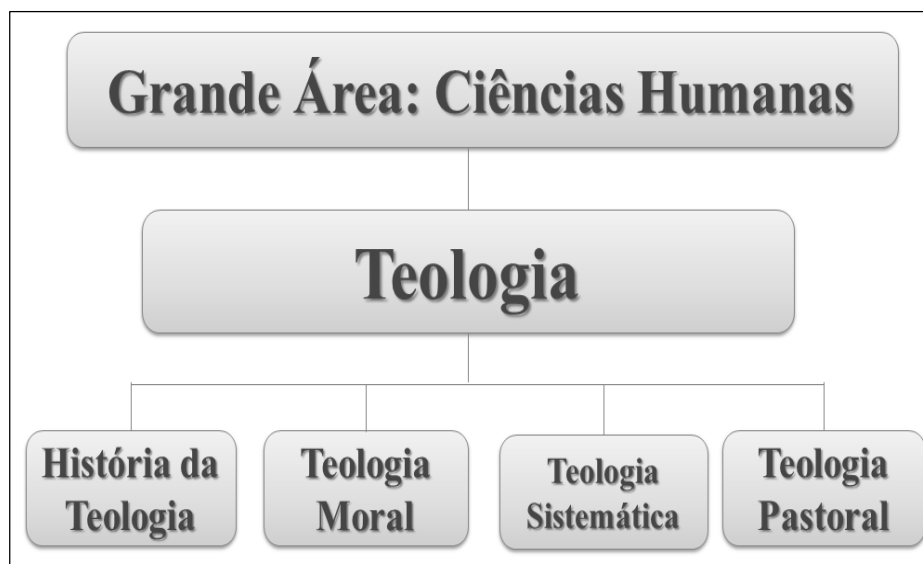 Grande Área: Ciências Humanas
Teologia
História da
Teologia
Teologia
Moral
Teologia
Sistemática
Teologia
Pastoral